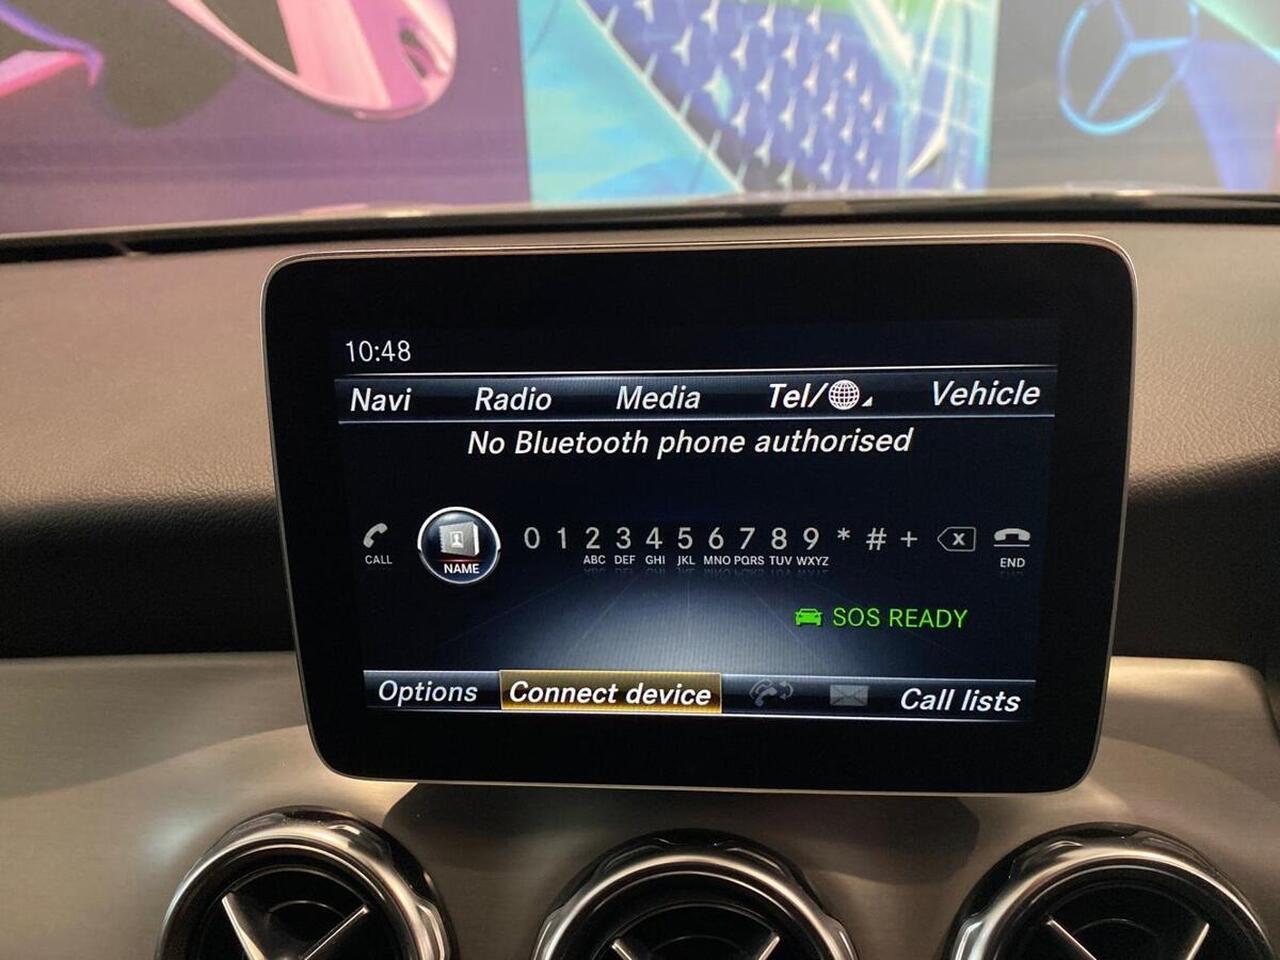 10:48
Navi Radio Media Tel/ Vehicle
No Bluetooth phone authorised
0 1 2 3 4 5 6 7 8 9 * # + x
CALL NAME ABC DEF GHI JKL MNO PQRS TUV WXYZ END
SOS READY
Options Connect device Call lists